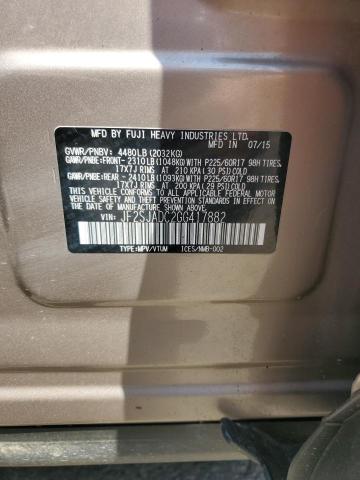 MFD BY FUJI HEAVY INDUSTRIES LTD.
MFD IN 07/15
GVWR/PNBV: 4480LB (2032KG)
GAWR/PNBE:FRONT- 2310LB(1048KG)WITH P225/60R17 98H TIRES.
17X7J RIMS AT 210 KPA(30 PSI)COLD
GAWR/PNBE:REAR - 2410LB(1093KG)WITH P225/60R17 98H TIRES.
17X7J RIMS AT 200 KPA(29 PSI)COLD
THIS VEHICLE CONFORMS TO ALL APPLICABLE FEDERAL MOTOR
VEHICLE SAFETY, BUMPER, AND THEFT PREVENTION STANDARDS
IN EFFECT ON THE DATE OF MANUFACTURE SHOWN ABOVE.
VIN: JF2SJADC2GG417882
TYPE:MPV/VTUM ICES/NMB-002